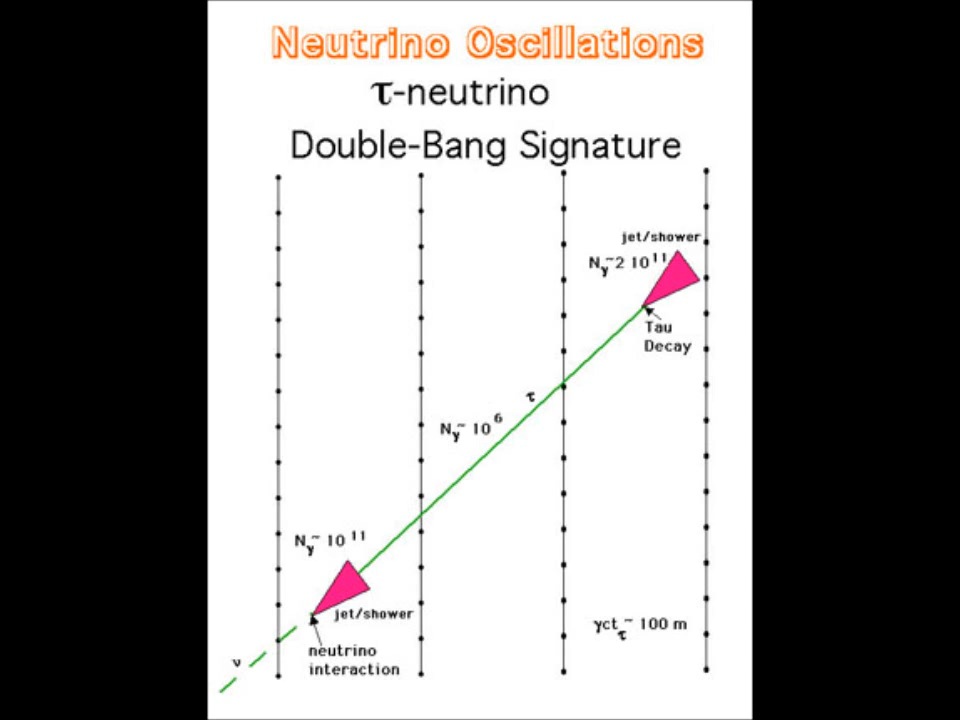 Neutrino Oscillations
τ-neutrino
Double-Bang Signature
jet/shower
Nγ~2 10¹¹
Tau
Decay
τ
Nγ~ 10⁶
Nγ~ 10¹¹
jet/shower
γctτ~ 100 m
neutrino
interaction
ν